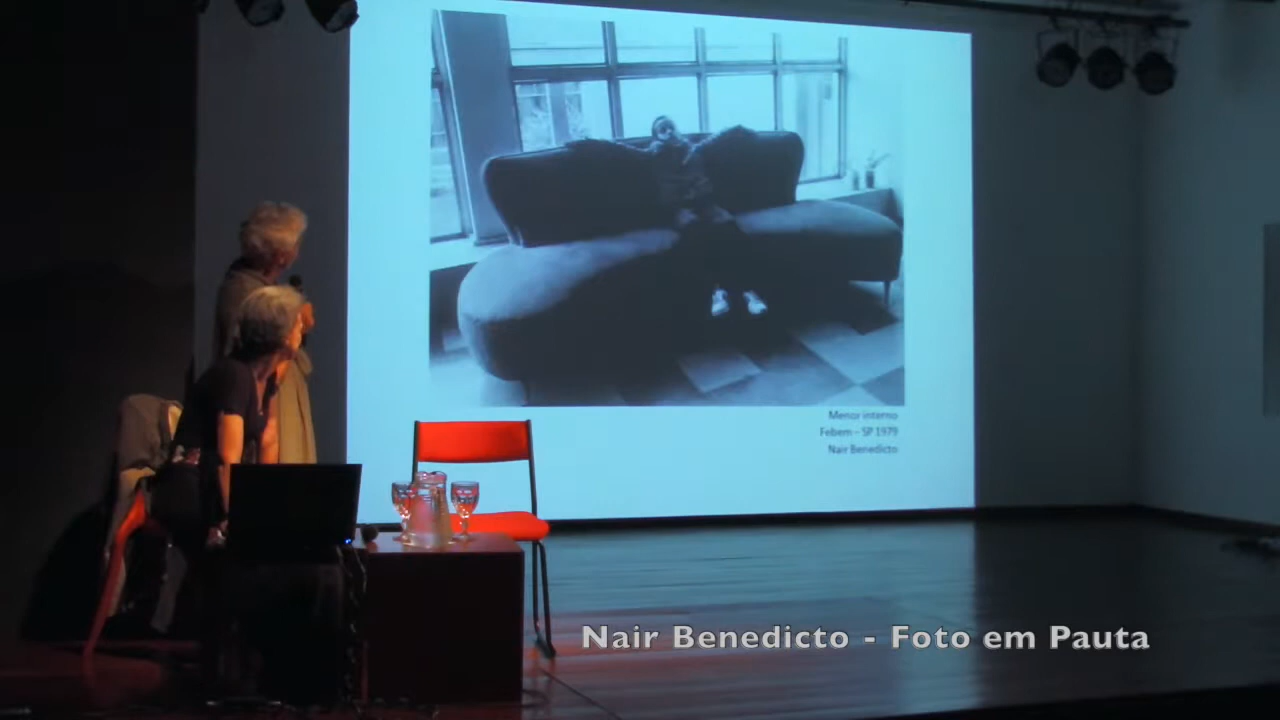 Menor interno
Febem – SP 1979
Nair Benedicto
Nair Benedicto - Foto em Pauta